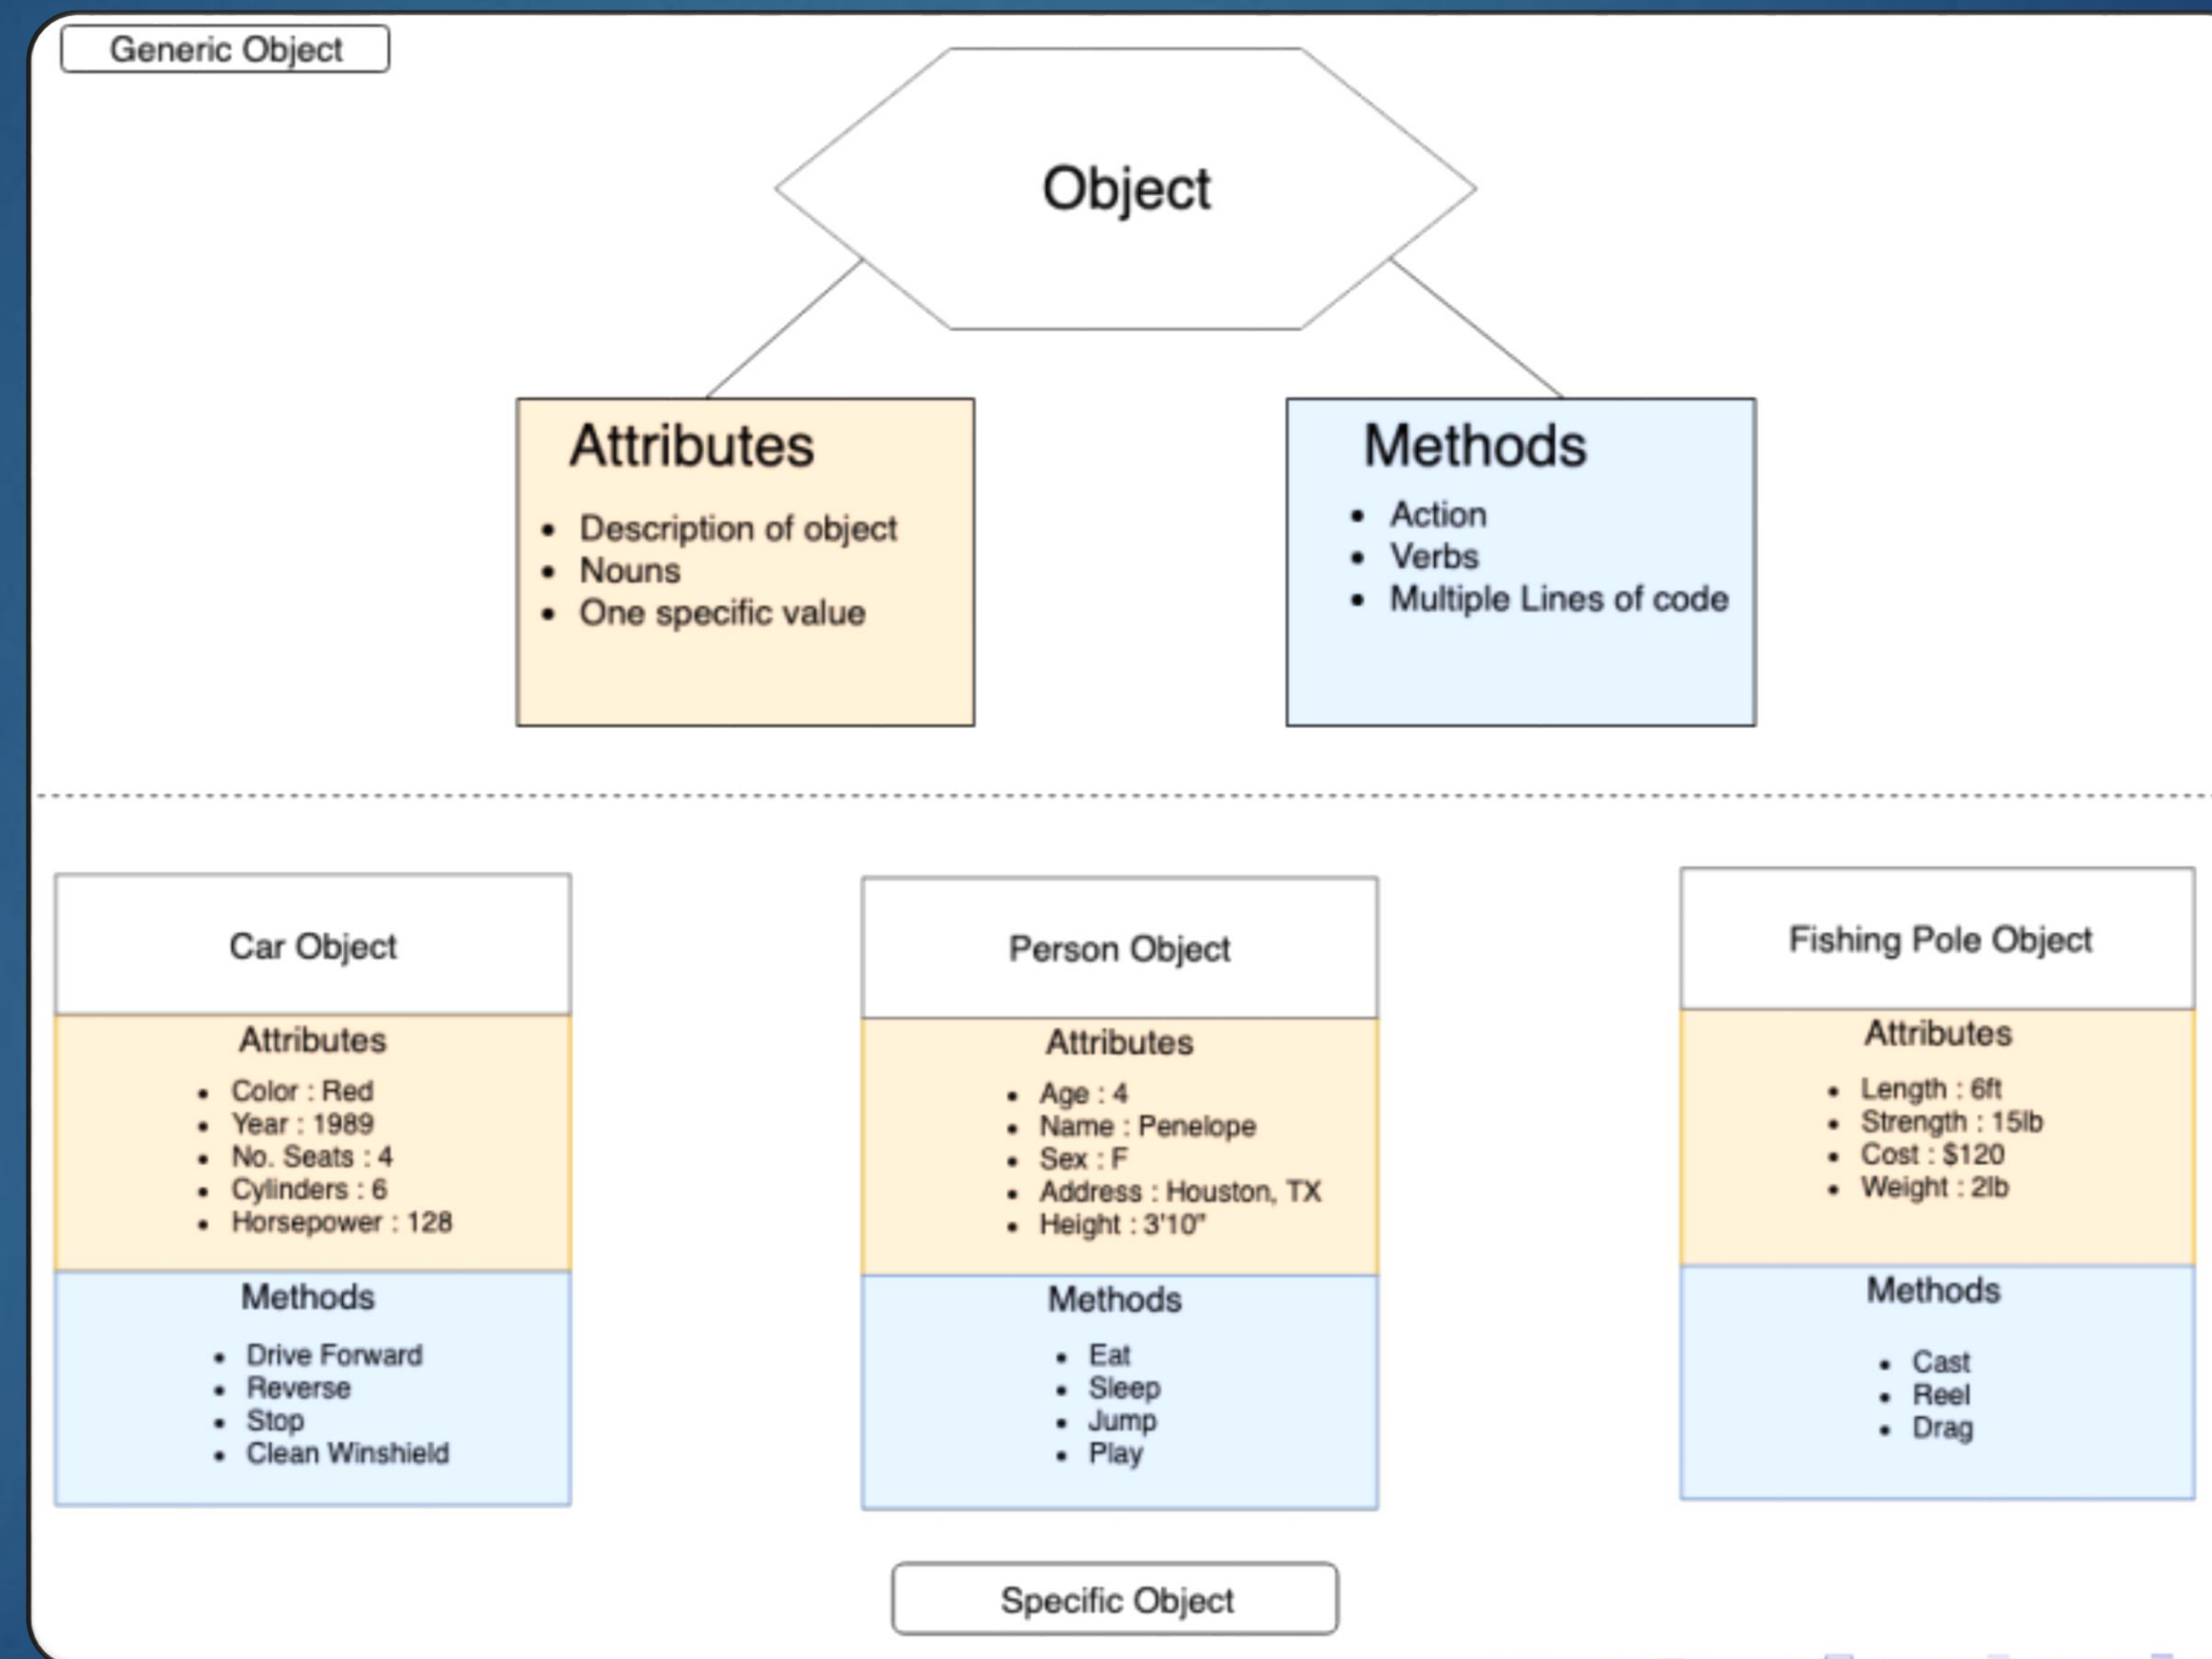 Generic Object
Object
Attributes
• Description of object
• Nouns
• One specific value
Methods
• Action
• Verbs
• Multiple Lines of code
Car Object
Attributes
• Color : Red
• Year : 1989
• No. Seats : 4
• Cylinders : 6
• Horsepower : 128
Methods
• Drive Forward
• Reverse
• Stop
• Clean Winshield
Person Object
Attributes
• Age : 4
• Name : Penelope
• Sex : F
• Address : Houston, TX
• Height : 3'10"
Methods
• Eat
• Sleep
• Jump
• Play
Fishing Pole Object
Attributes
• Length : 6ft
• Strength : 15lb
• Cost : $120
• Weight : 2lb
Methods
• Cast
• Reel
• Drag
Specific Object